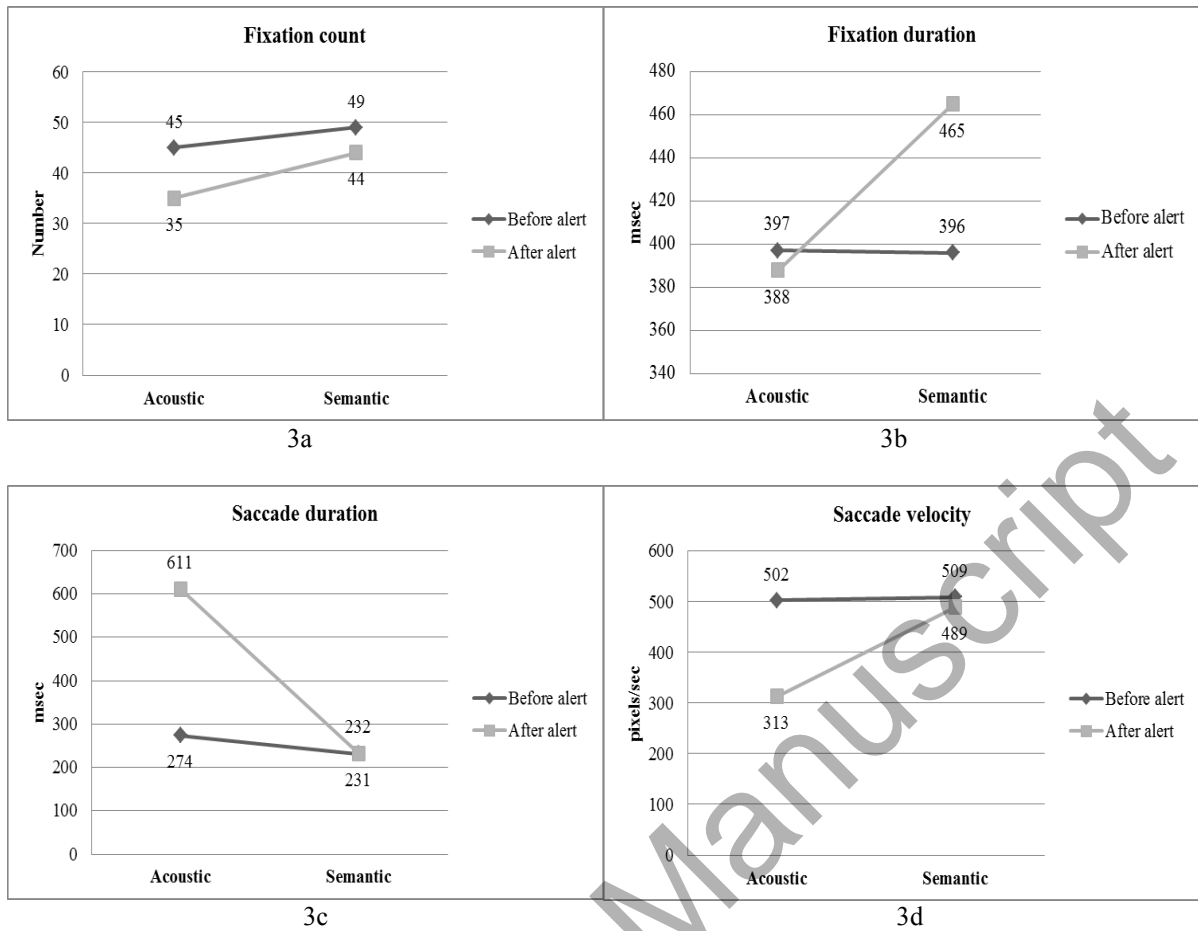 Fixation count
60
50
40
30
20
10
0
Number
45
49
35
44
Acoustic
Semantic
Before alert
After alert
3a
Fixation duration
480
460
440
420
400
380
360
340
msec
397
396
388
465
Acoustic
Semantic
Before alert
After alert
3b
Saccade duration
700
600
500
400
300
200
100
0
msec
611
274
232
231
Acoustic
Semantic
Before alert
After alert
3c
Saccade velocity
600
500
400
300
200
100
0
pixels/sec
502
509
313
489
Acoustic
Semantic
Before alert
After alert
3d
Manuscript